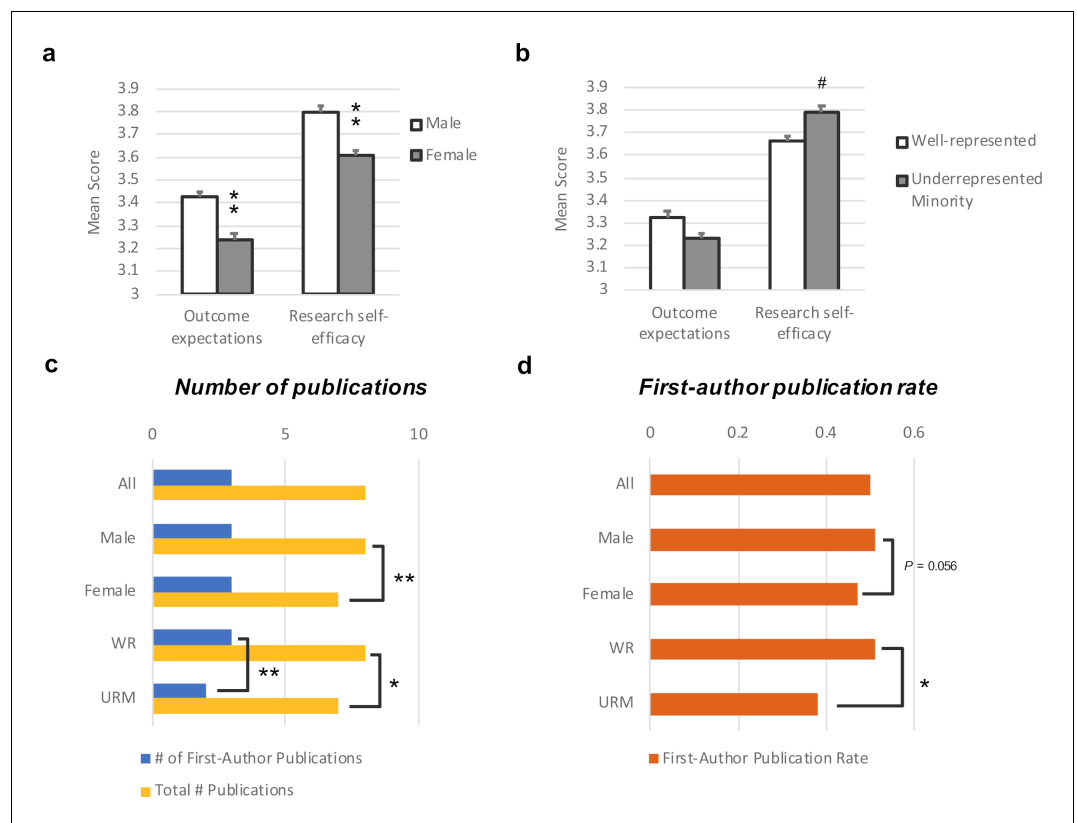 a
3.9
3.8
3.7
3.6
3.5
3.4
3.3
3.2
3.1
3
Mean Score
*
*
*
*
Male
Female
Outcome
expectations
Research self-
efficacy
b
3.9
3.8
3.7
3.6
3.5
3.4
3.3
3.2
3.1
3
Mean Score
#
Well-represented
Underrepresented
Minority
Outcome
expectations
Research self-
efficacy
c
Number of publications
0 5 10
All
Male
Female
WR
URM
**
**
*
# of First-Author Publications
Total # Publications
d
First-author publication rate
0 0.2 0.4 0.6
All
Male
Female
WR
URM
P = 0.056
*
First-Author Publication Rate